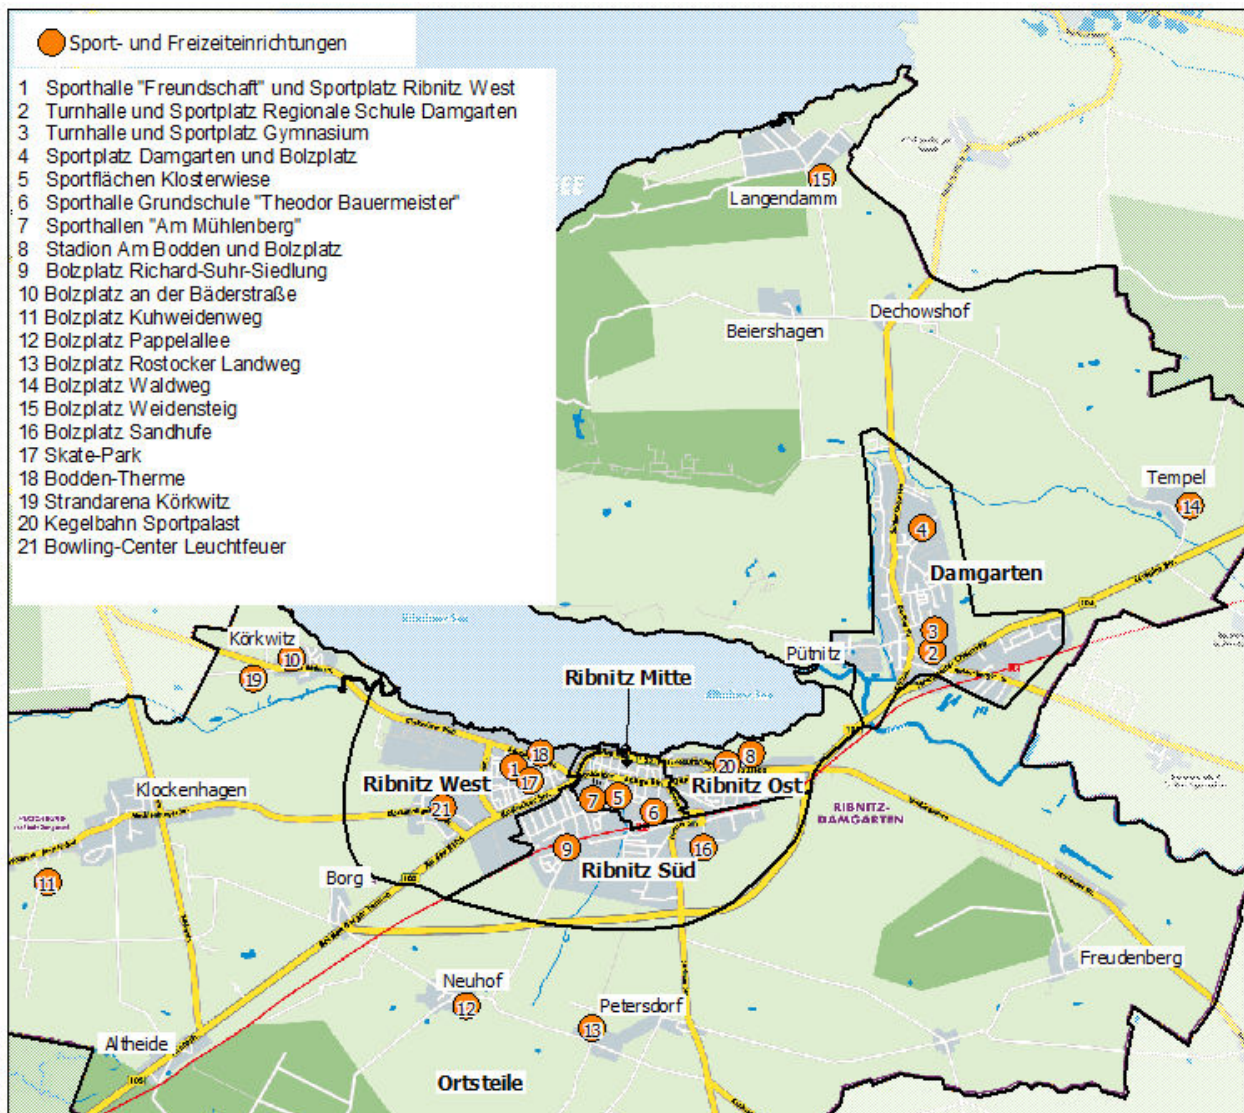 Sport- und Freizeiteinrichtungen
1 Sporthalle "Freundschaft" und Sportplatz Ribnitz West
2 Turnhalle und Sportplatz Regionale Schule Damgarten
3 Turnhalle und Sportplatz Gymnasium
4 Sportplatz Damgarten und Bolzplatz
5 Sportflächen Klosterwiese
6 Sporthalle Grundschule "Theodor Bauermeister"
7 Sporthallen "Am Mühlenberg"
8 Stadion Am Bodden und Bolzplatz
9 Bolzplatz Richard-Suhr-Siedlung
10 Bolzplatz an der Bäderstraße
11 Bolzplatz Kuhweidenweg
12 Bolzplatz Pappelallee
13 Bolzplatz Rostocker Landweg
14 Bolzplatz Waldweg
15 Bolzplatz Weidensteig
16 Bolzplatz Sandhufe
17 Skate-Park
18 Bodden-Therme
19 Strandarena Körkwitz
20 Kegelbahn Sportpalast
21 Bowling-Center Leuchtfeuer
15
Langendamm
Dechowshof
Beiershagen
Tempel
14
4
Damgarten
3
2
Pütnitz
Körkwitz
10
19
Ribnitz Mitte
18
1
17
Ribnitz West
21
7
5
6
20
8
Ribnitz Ost
RIBNITZ-
DAMGARTEN
Klockenhagen
9
16
Ribnitz Süd
11
Borg
Freudenberg
Neuhof
12
Petersdorf
13
Altheide
105
Ortsteile